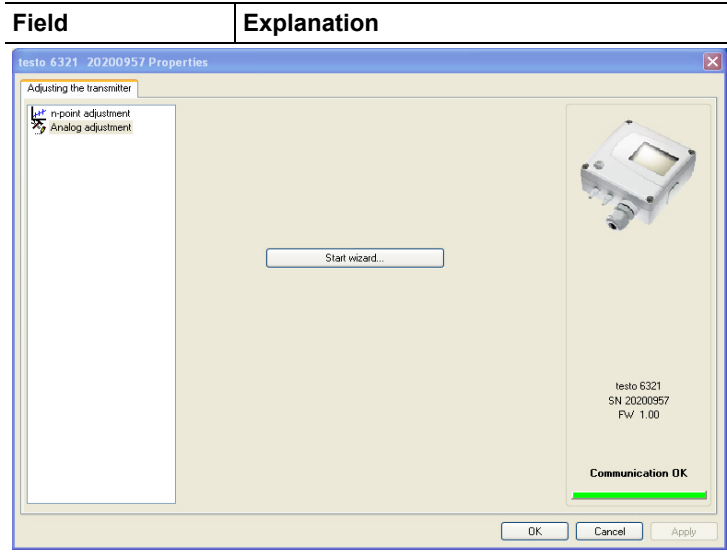 Field Explanation
testo 6321 20200957 Properties
Adjusting the transmitter
n-point adjustment
Analog adjustment
Start wizard...
testo 6321
SN 20200957
FW 1.00
Communication OK
OK Cancel Apply